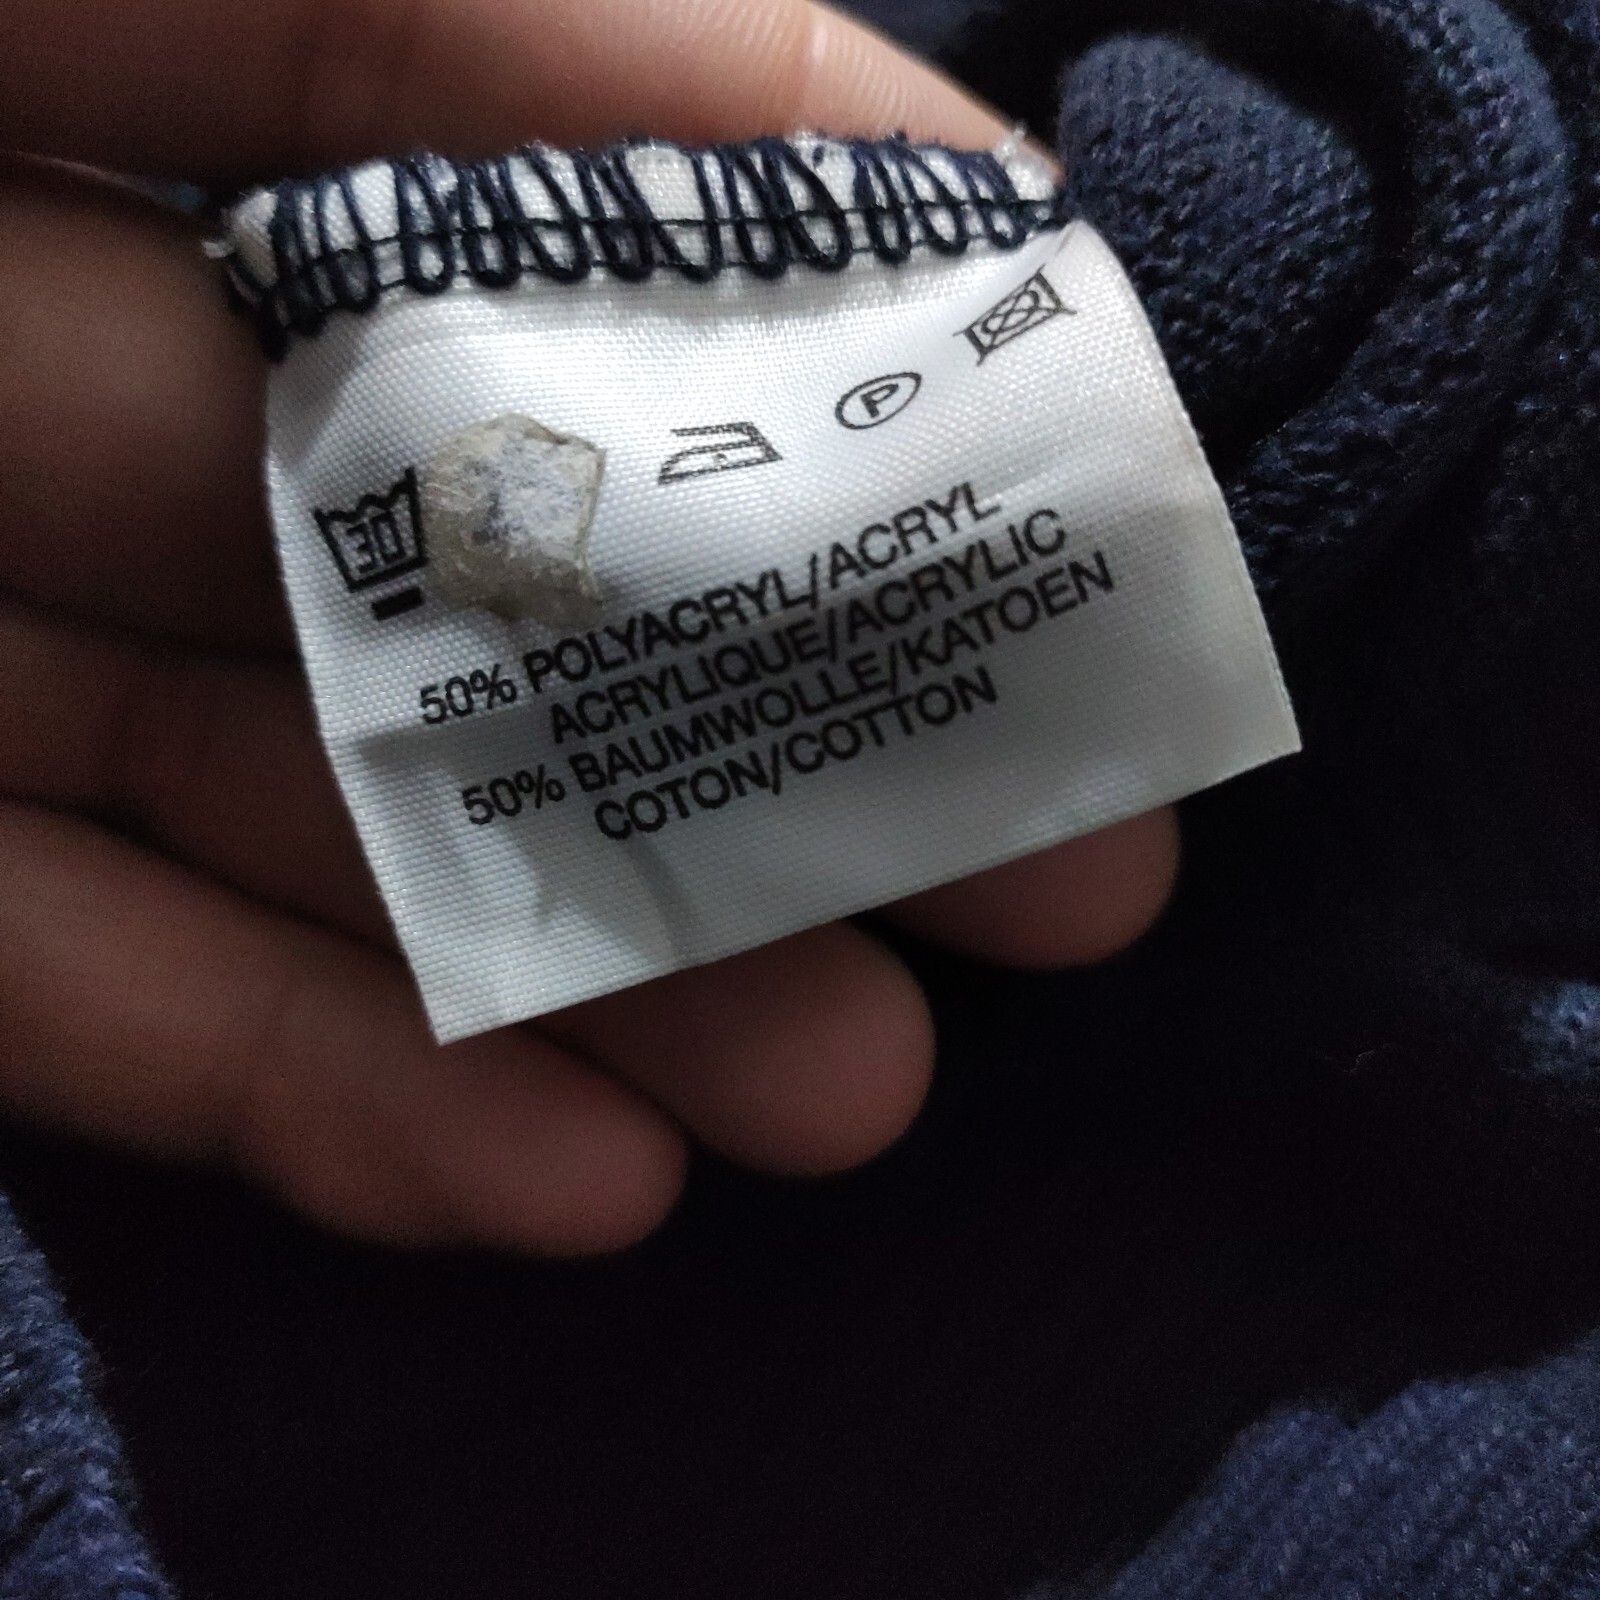 30
P
50% POLYACRYL/ACRYL
ACRYLIQUE/ACRYLIC
50% BAUMWOLLE/KATOEN
COTON/COTTON